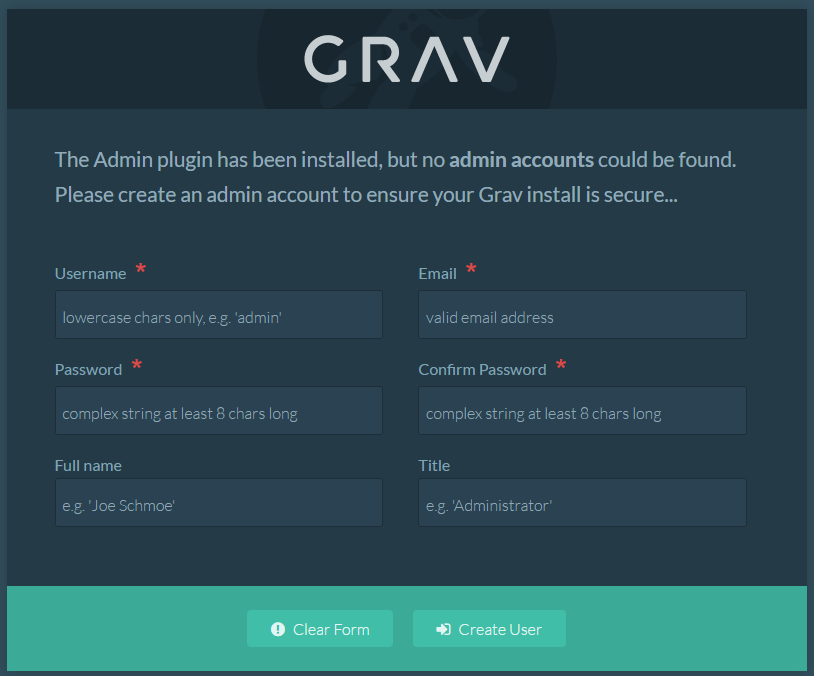 GRAV
The Admin plugin has been installed, but no admin accounts could be found.
Please create an admin account to ensure your Grav install is secure...
Username *
Email *
lowercase chars only, e.g. 'admin'
valid email address
Password *
Confirm Password *
complex string at least 8 chars long
complex string at least 8 chars long
Full name
Title
e.g. 'Joe Schmoe'
e.g. 'Administrator'
Clear Form
Create User